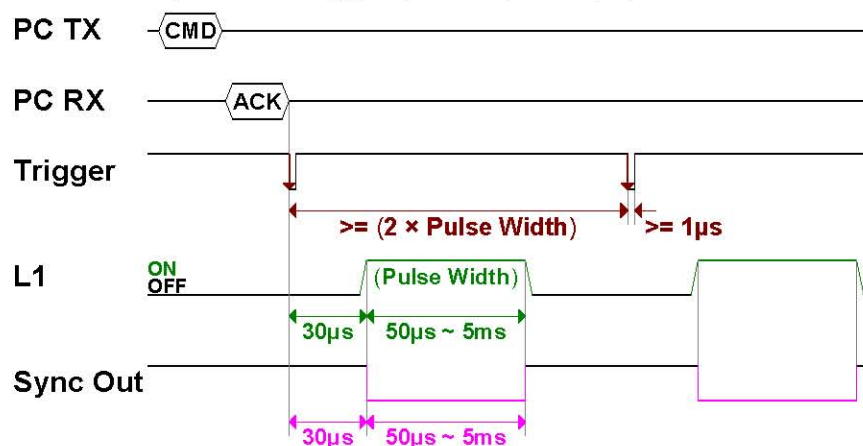 PC TX
CMD
PC RX
ACK
Trigger
>= (2 × Pulse Width)
>= 1µs
L1
ON
OFF
(Pulse Width)
30µs
50µs ~ 5ms
Sync Out
30µs
50µs ~ 5ms